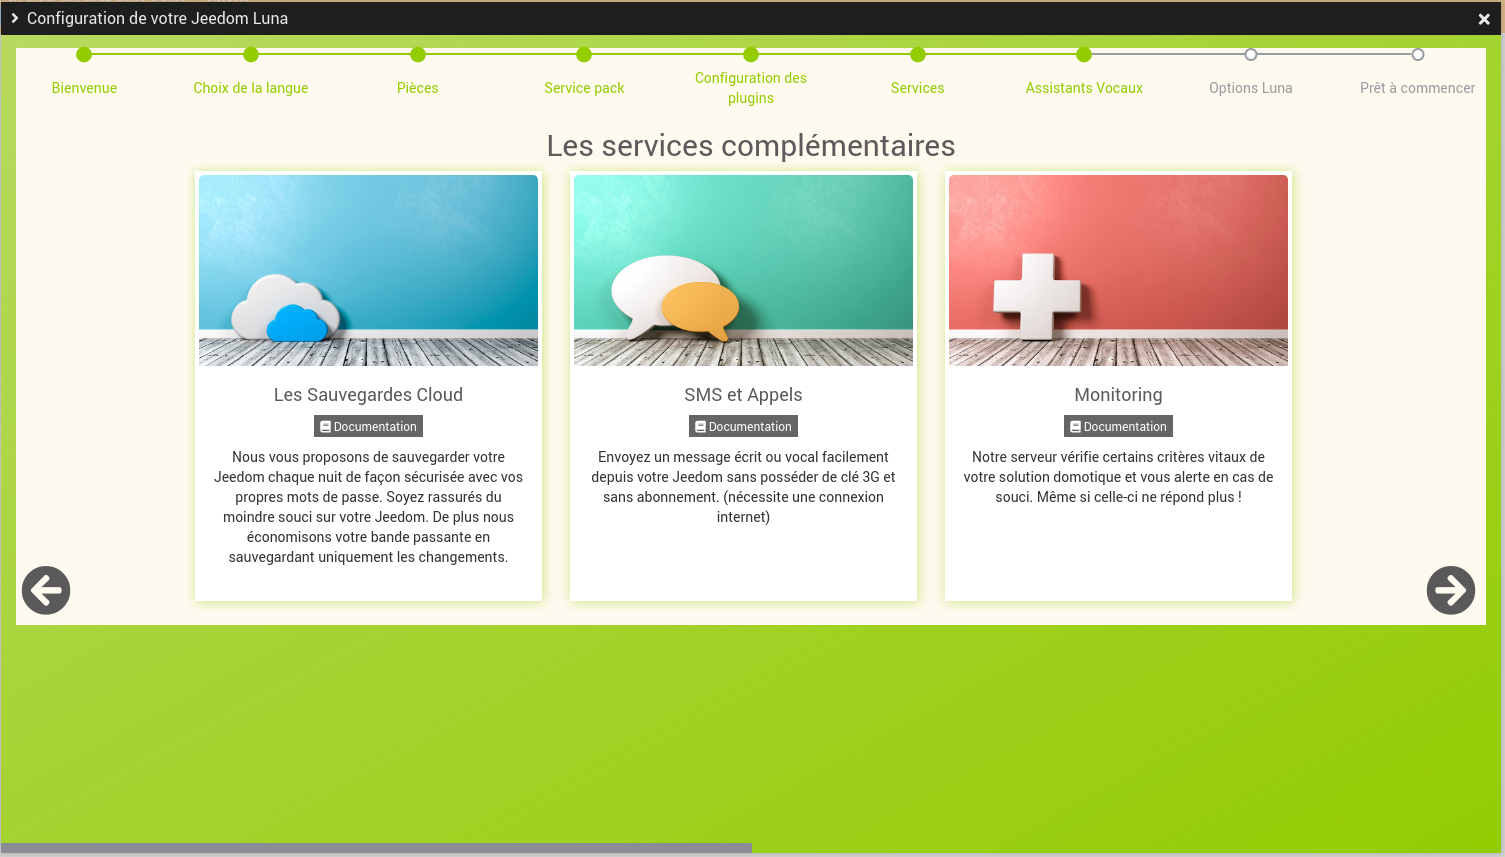 Configuration de votre Jeedom Luna
Bienvenue
Choix de la langue
Pièces
Service pack
Configuration des
plugins
Services
Assistants Vocaux
Options Luna
Prêt à commencer
Les services complémentaires
Les Sauvegardes Cloud
Documentation
Nous vous proposons de sauvegarder votre
Jeedom chaque nuit de façon sécurisée avec vos
propres mots de passe. Soyez rassurés du
moindre souci sur votre Jeedom. De plus nous
économisons votre bande passante en
sauvegardant uniquement les changements.
SMS et Appels
Documentation
Envoyez un message écrit ou vocal facilement
depuis votre Jeedom sans posséder de clé 3G et
sans abonnement. (nécessite une connexion
internet)
Monitoring
Documentation
Notre serveur vérifie certains critères vitaux de
votre solution domotique et vous alerte en cas de
souci. Même si celle-ci ne répond plus !